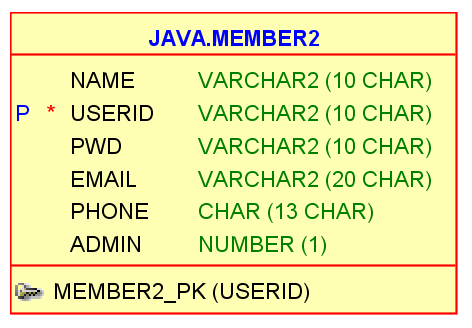 JAVA.MEMBER2
NAME VARCHAR2 (10 CHAR)
P * USERID VARCHAR2 (10 CHAR)
PWD VARCHAR2 (10 CHAR)
EMAIL VARCHAR2 (20 CHAR)
PHONE CHAR (13 CHAR)
ADMIN NUMBER (1)
MEMBER2_PK (USERID)